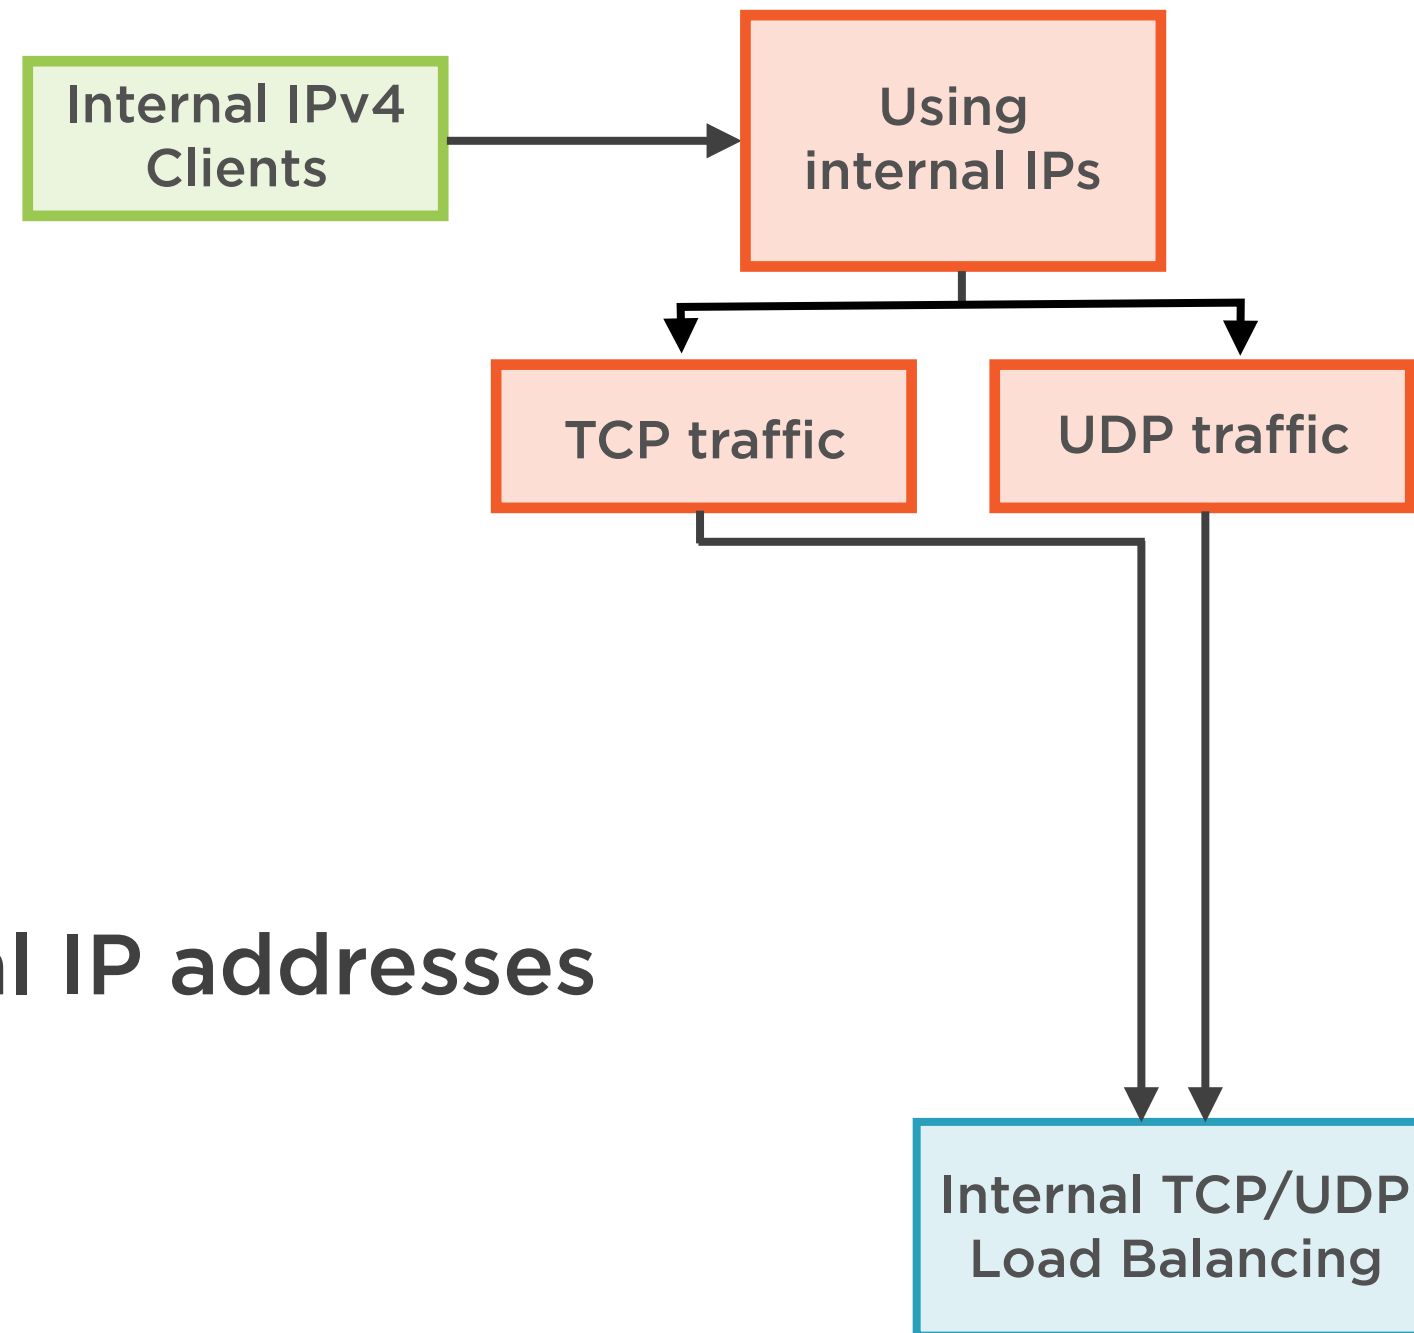 Internal IPv4
Clients
Using
internal IPs
TCP traffic
UDP traffic
IP addresses
Internal TCP/UDP
Load Balancing